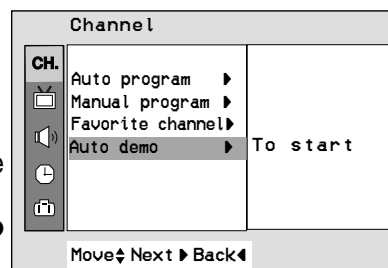 Channel
CH.
Auto program ▶
Manual program ▶
Favorite channel▶
Auto demo ▶ To start
e
o
Move▲▼ Next ▶ Back◀